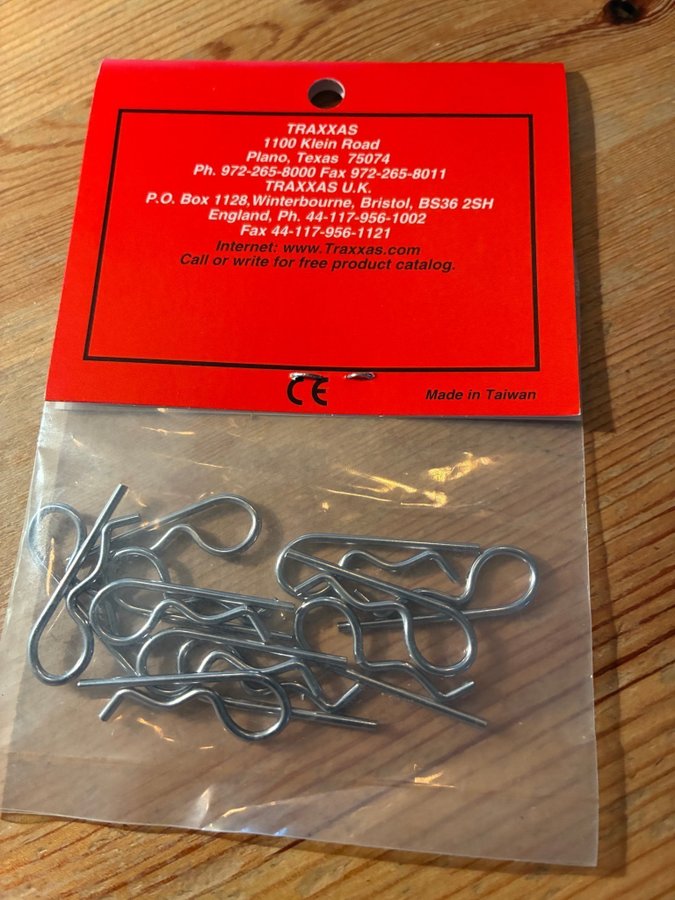 TRAXXAS
1100 Klein Road
Plano, Texas 75074
Ph. 972-265-8000 Fax 972-265-8011
TRAXXAS U.K.
P.O. Box 1128,Winterbourne, Bristol, BS36 2SH
England, Ph. 44-117-956-1002
Fax 44-117-956-1121
Internet: www.Traxxas.com
Call or write for free product catalog.
CE
Made in Taiwan